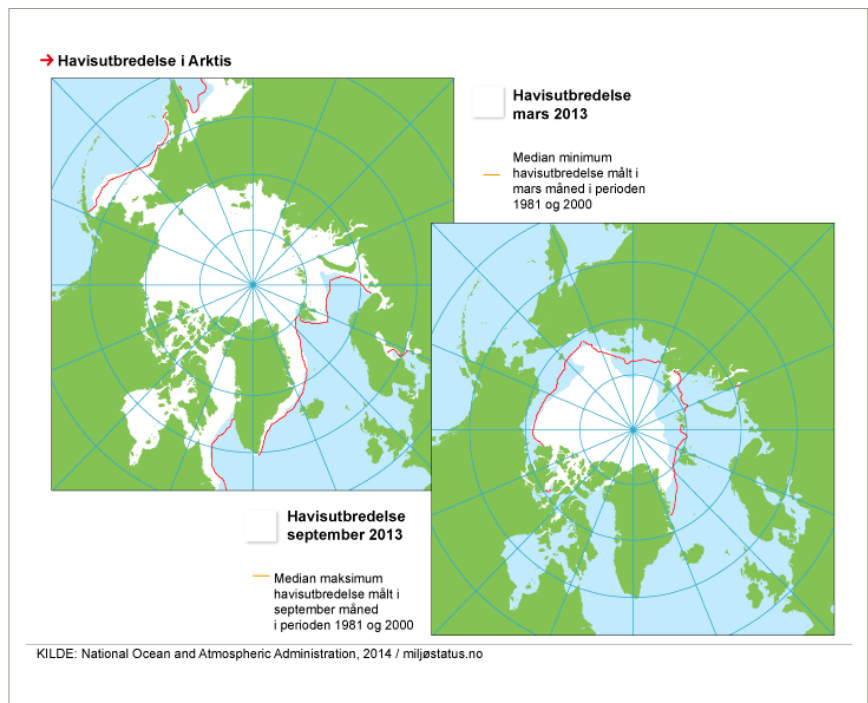 → Havisutbredelse i Arktis
Havisutbredelse
mars 2013
Median minimum
havisutbredelse målt i
mars måned i perioden
1981 og 2000
Havisutbredelse
september 2013
Median maksimum
havisutbredelse målt i
september måned
i perioden 1981 og 2000
KILDE: National Ocean and Atmospheric Administration, 2014 / miljøstatus.no